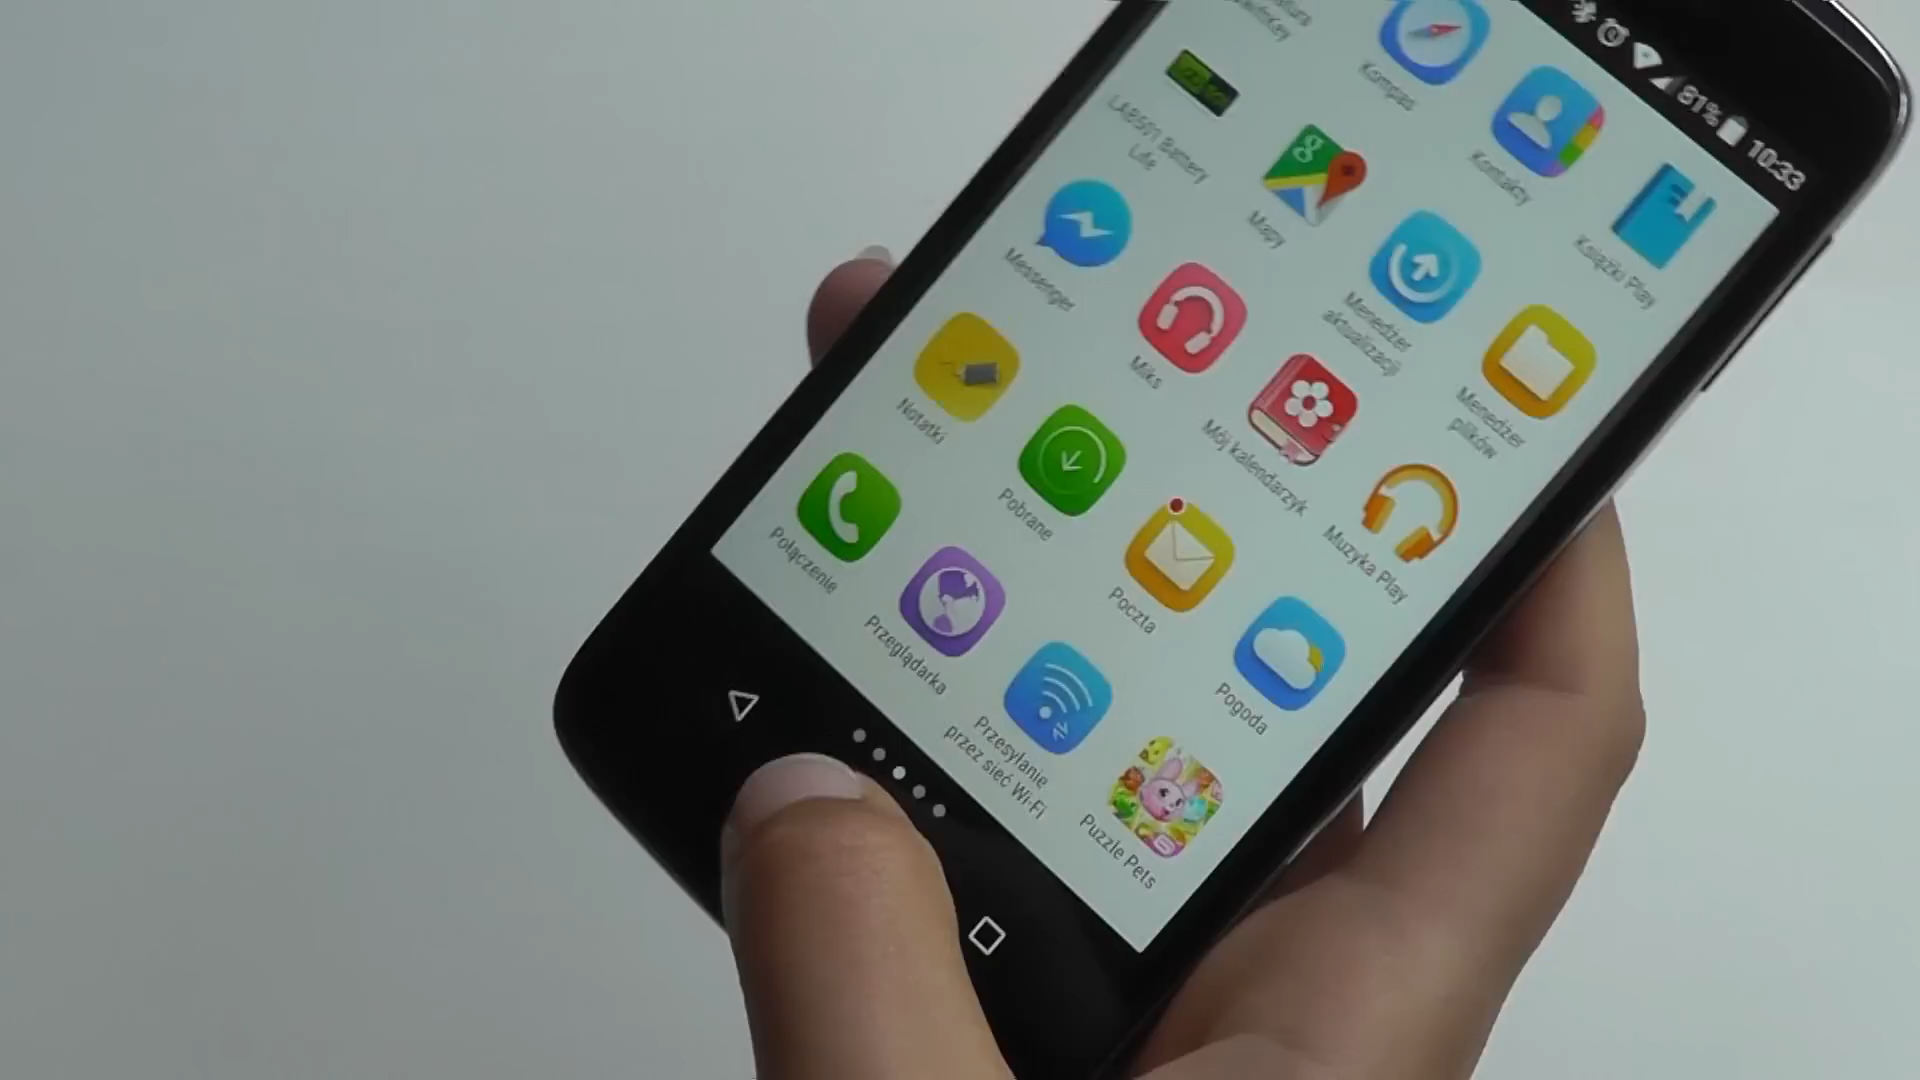 81% 10:33
Kompas
Kontakty
Książki Play
LAB501 Battery
Life
Mapy
Menedżer
aktualizacji
Menedżer
plików
Messenger
Miks
Mój kalendarzyk
Muzyka Play
Notatki
Pobrane
Poczta
Pogoda
Połączenie
Przeglądarka
Przesyłanie
przez sieć Wi-Fi
Puzzle Pets